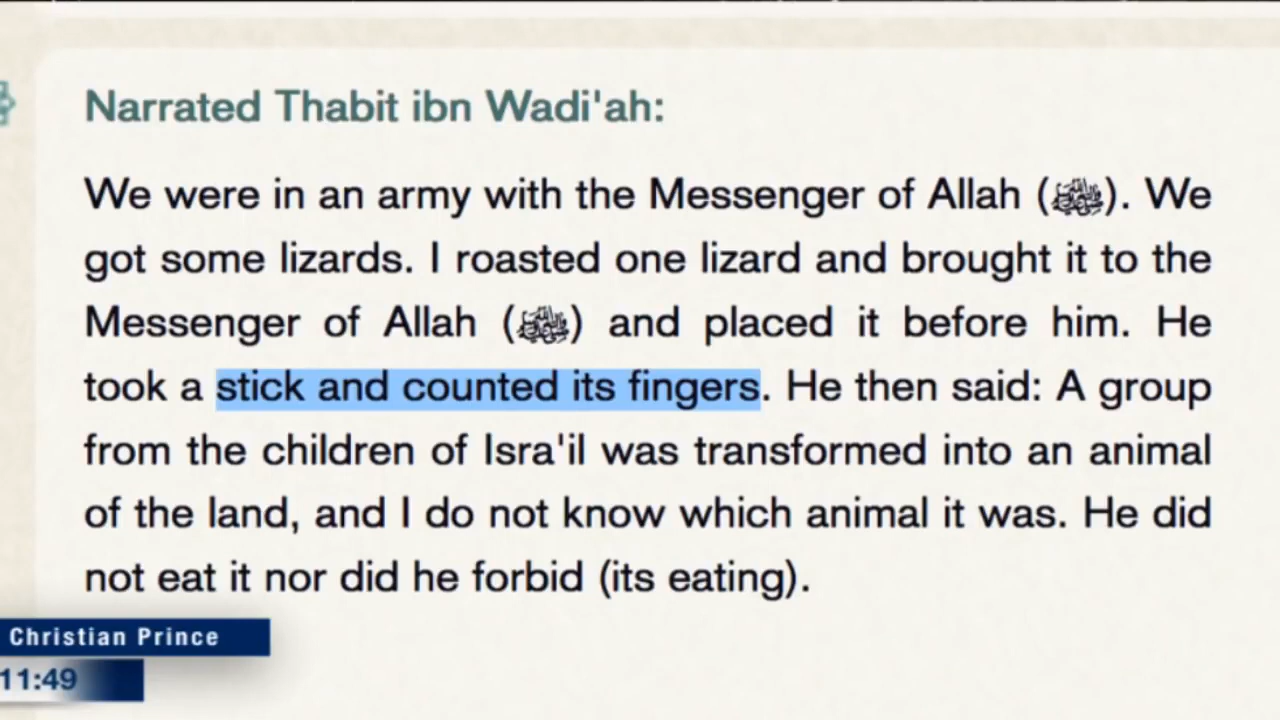 Narrated Thabit ibn Wadi'ah:
We were in an army with the Messenger of Allah (ﷺ). We
got some lizards. I roasted one lizard and brought it to the
Messenger of Allah (ﷺ) and placed it before him. He
took a stick and counted its fingers. He then said: A group
from the children of Isra'il was transformed into an animal
of the land, and I do not know which animal it was. He did
not eat it nor did he forbid (its eating).
Christian Prince
11:49